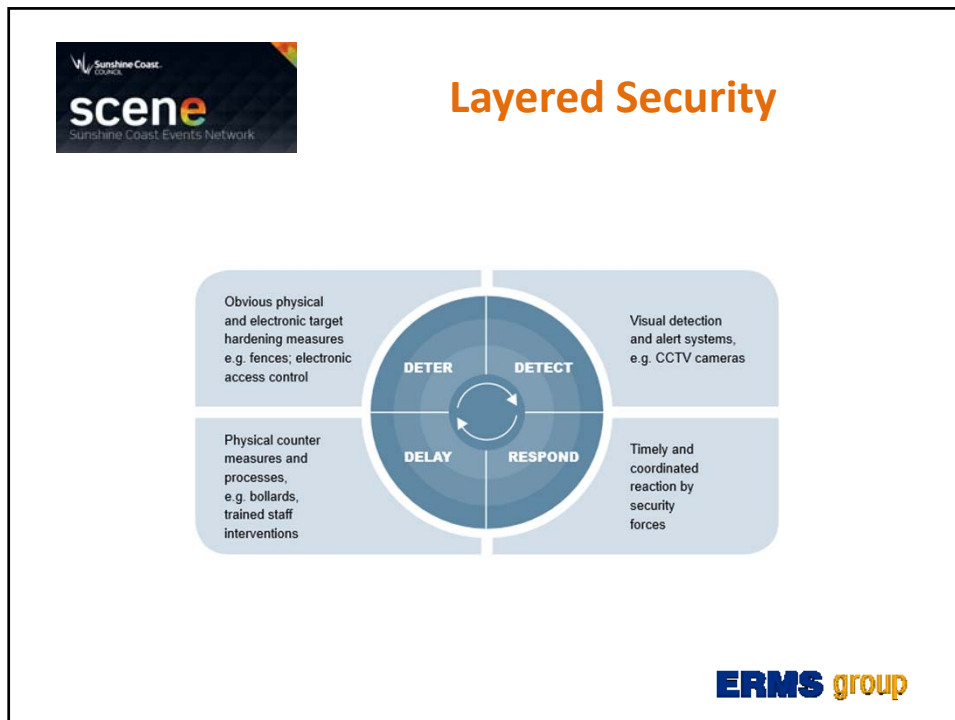 Sunshine Coast
COUNCIL
scene
Sunshine Coast Events Network
Layered Security
Obvious physical
and electronic target
hardening measures
e.g. fences; electronic
access control
DETER
DETECT
Visual detection
and alert systems,
e.g. CCTV cameras
Physical counter
measures and
processes,
e.g. bollards,
trained staff
interventions
DELAY
RESPOND
Timely and
coordinated
reaction by
security
forces
ERMS group